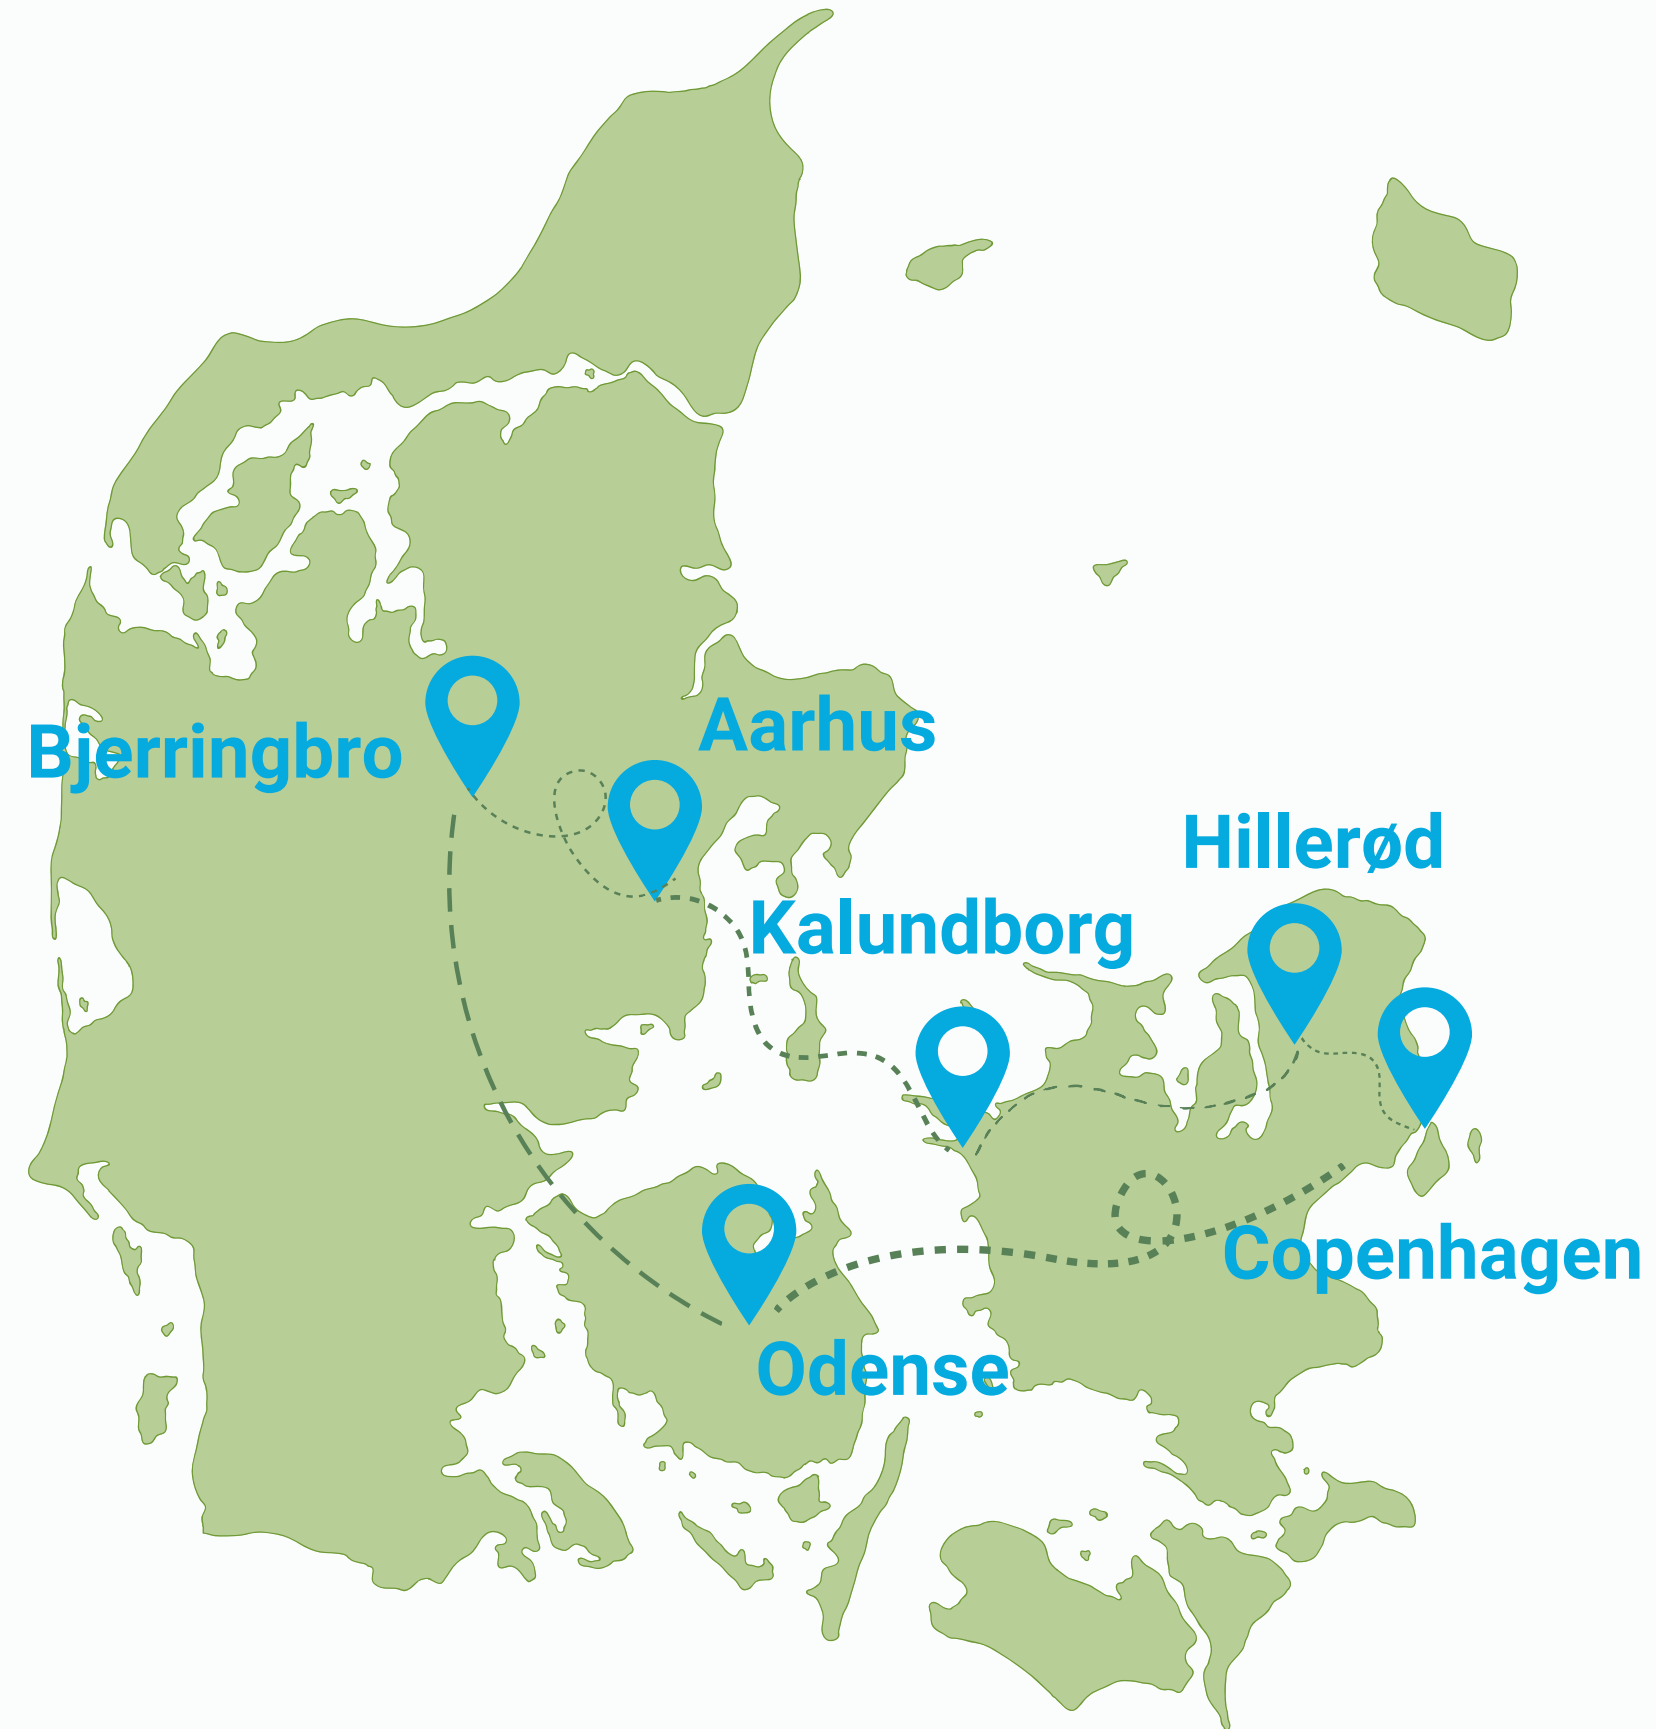 Aarhus
Bjerringbro
Hillerød
Kalundborg
Copenhagen
Odense